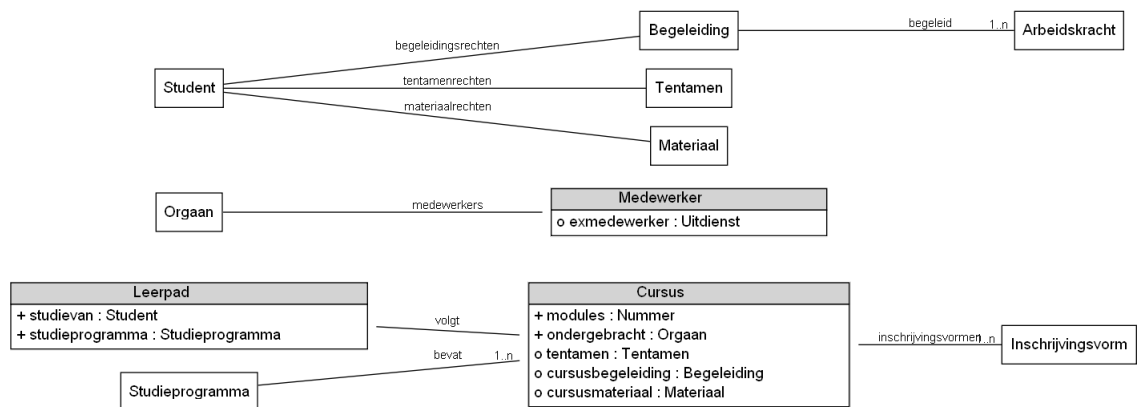 Begeleiding
begeleid
1..n
Arbeidskracht
begeleidingsrechten
Student
tentamenrechten
Tentamen
materiaalrechten
Materiaal
Orgaan
medewerkers
Medewerker
o exmedewerker : Uitdienst
Leerpad
+ studievan : Student
+ studieprogramma : Studieprogramma
volgt
Cursus
+ modules : Nummer
+ ondergebracht : Orgaan
o tentamen : Tentamen
o cursusbegeleiding : Begeleiding
o cursusmateriaal : Materiaal
inschrijvingsvormen
1..n
Inschrijvingsvorm
bevat
1..n
Studieprogramma